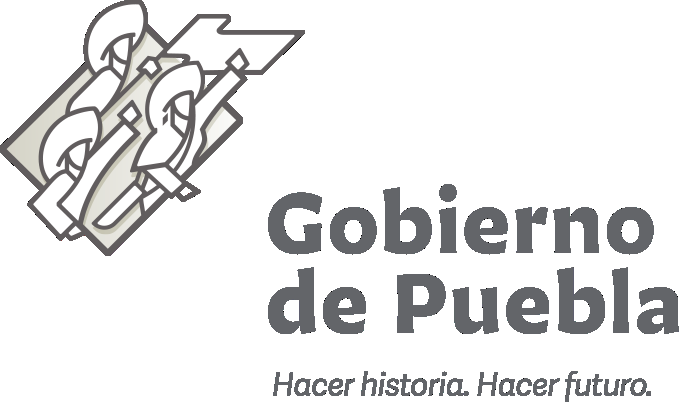 Gobierno
de Puebla
Hacer historia. Hacer futuro.